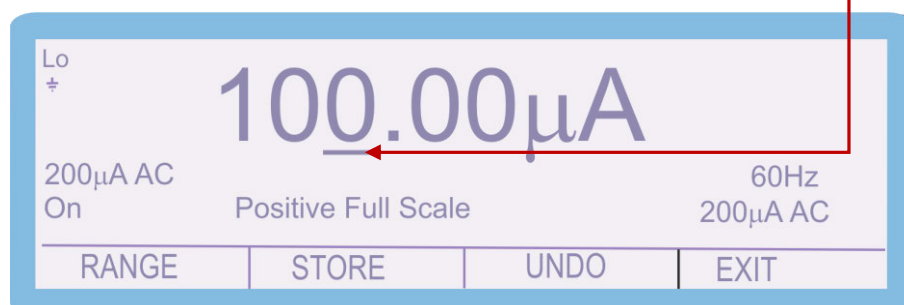 Lo
100.00µA
200µA AC
60Hz
On
Positive Full Scale
200µA AC
RANGE STORE UNDO EXIT